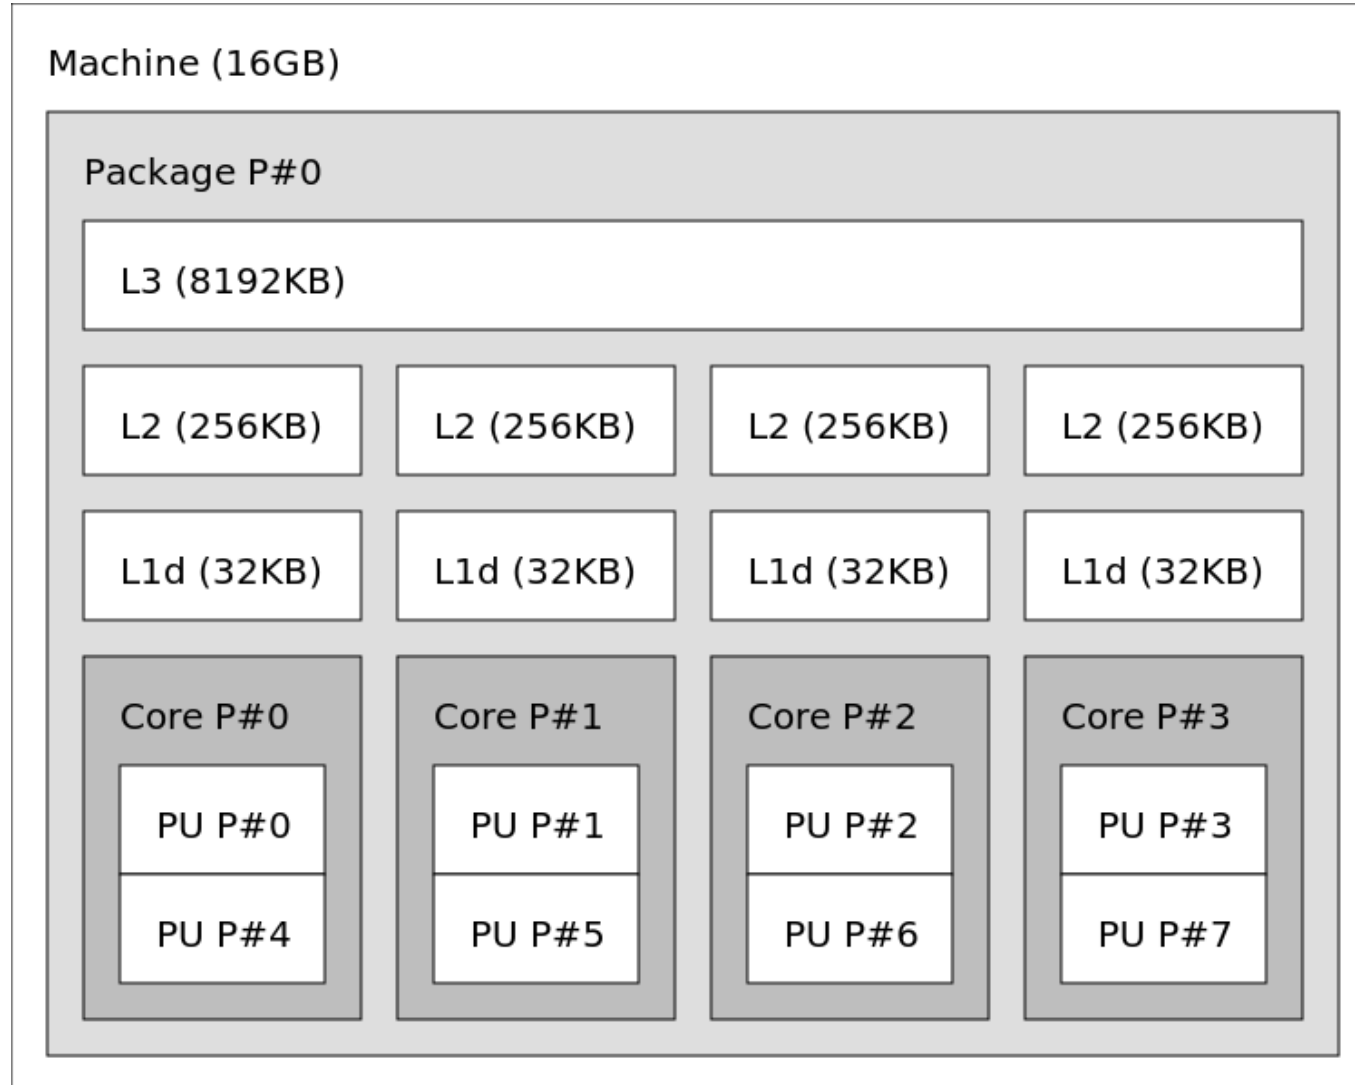 Machine (16GB)
Package P#0
L3 (8192KB)
L2 (256KB) L2 (256KB) L2 (256KB) L2 (256KB)
L1d (32KB) L1d (32KB) L1d (32KB) L1d (32KB)
Core P#0 Core P#1 Core P#2 Core P#3
PU P#0 PU P#1 PU P#2 PU P#3
PU P#4 PU P#5 PU P#6 PU P#7